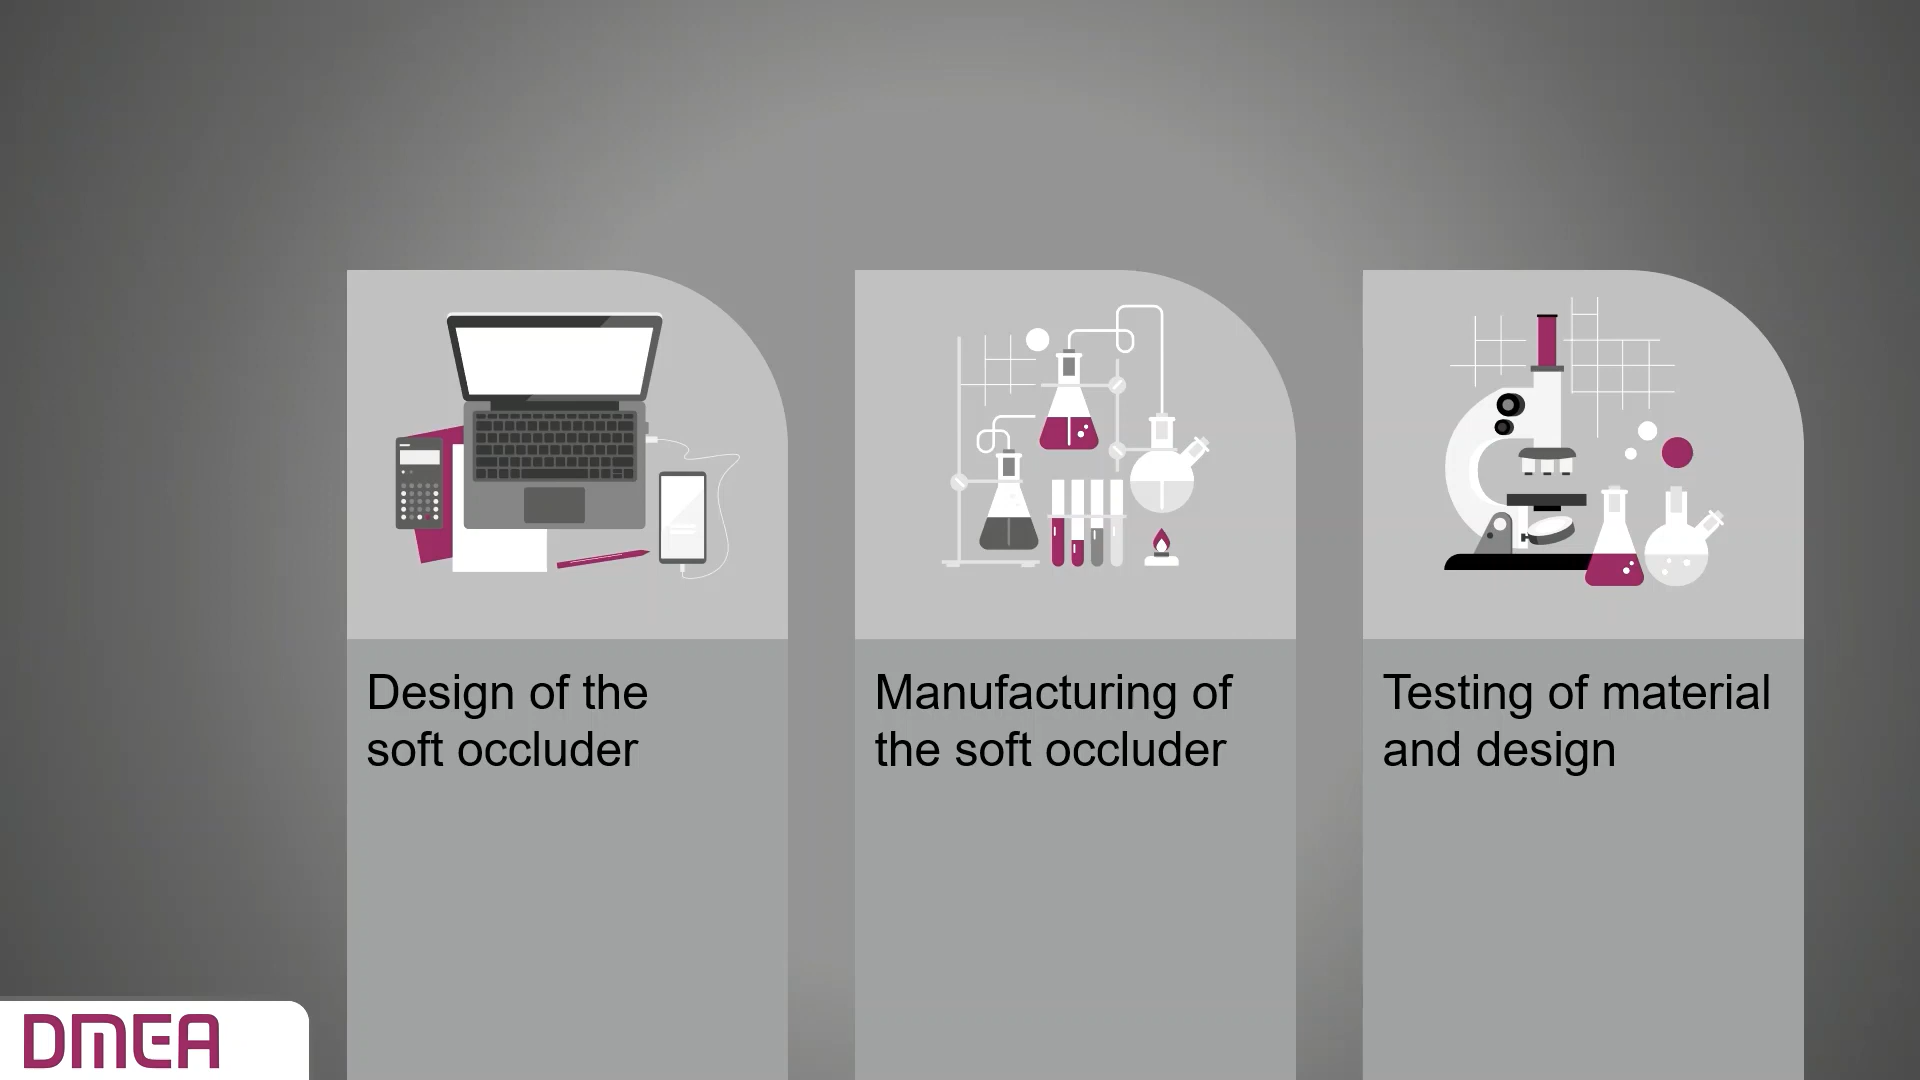 Design of the
soft occluder
Manufacturing of
the soft occluder
Testing of material
and design
DMEA